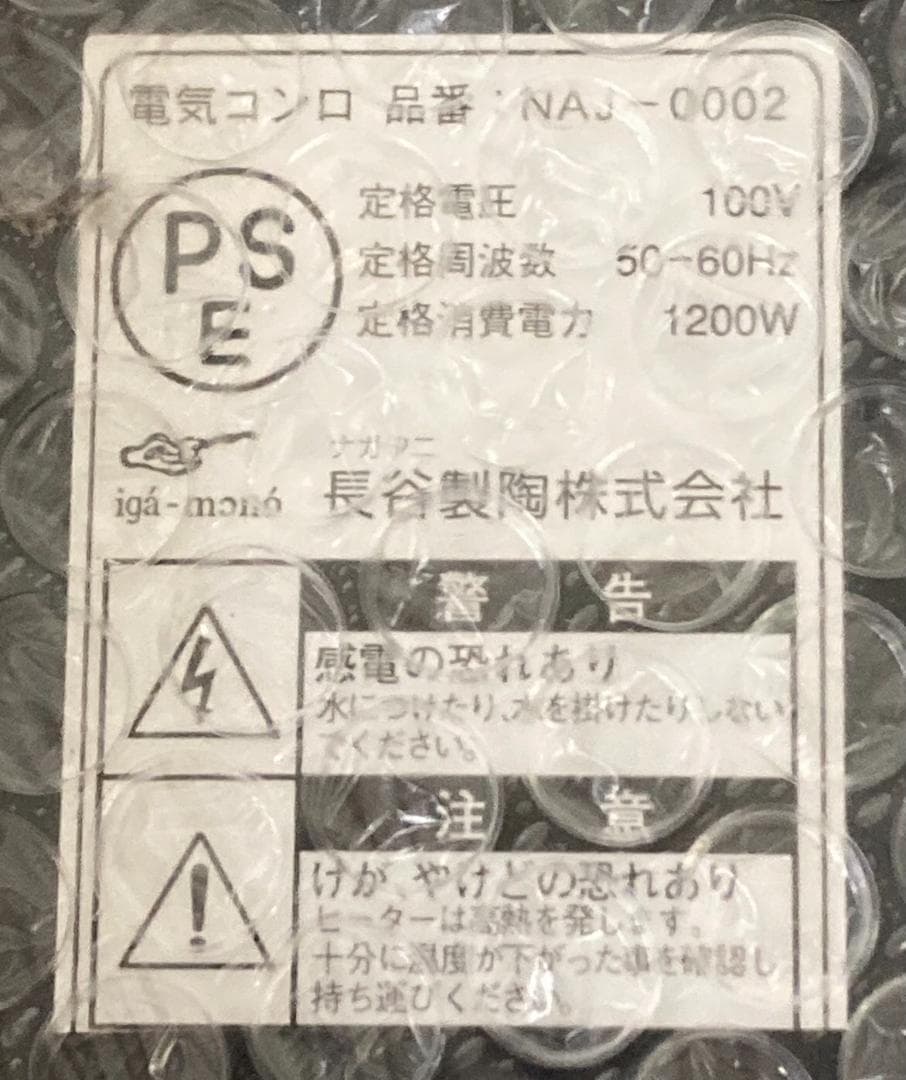 電気コンロ 品番:NAJ-0002
PS
E
定格電圧 100V
定格周波数 50-60Hz
定格消費電力 1200W
igá-monó
ナガタニ
長谷製陶株式会社
警 告
感電の恐れあり
水につけたり、水を掛けたりしない
でください。
注 意
けが、やけどの恐れあり
ヒーターは高熱を発します。
十分に温度が下がった事を確認し
持ち運びください。